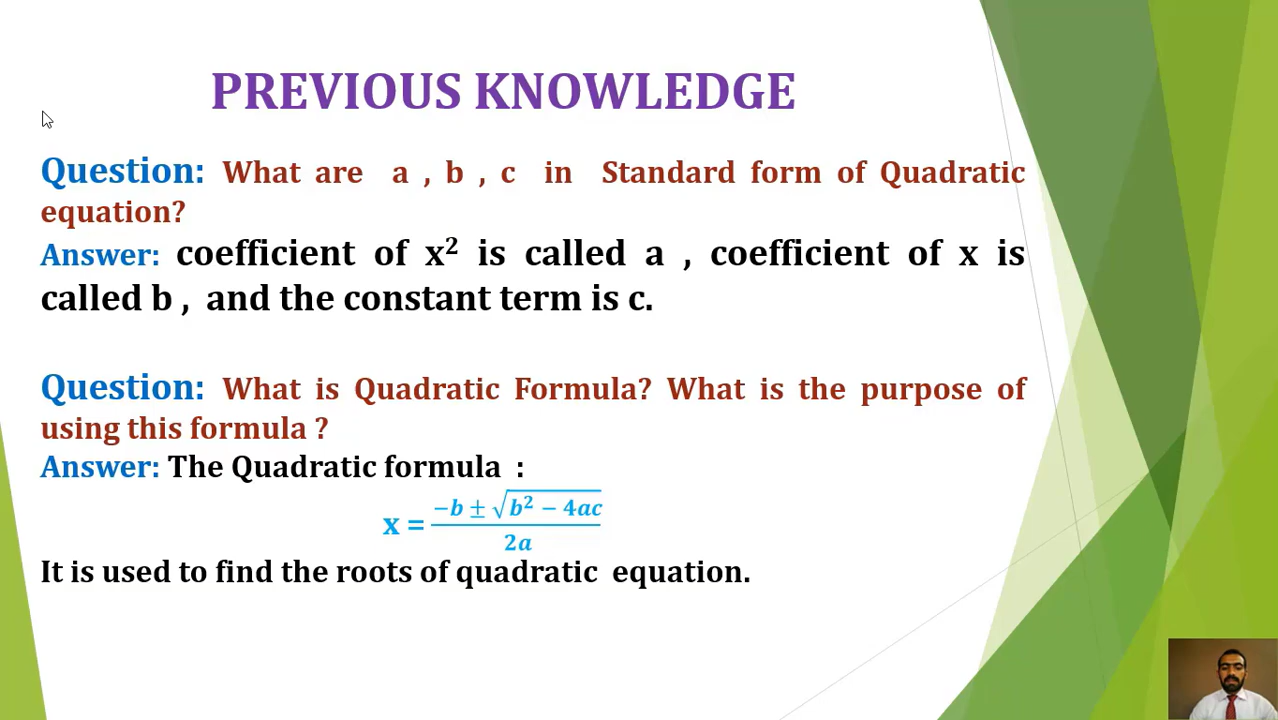 PREVIOUS KNOWLEDGE
Question: What are a , b , c in Standard form of Quadratic
equation?
Answer: coefficient of x² is called a , coefficient of x is
called b , and the constant term is c.
Question: What is Quadratic Formula? What is the purpose of
using this formula ?
Answer: The Quadratic formula :
x = \frac{-b ± \sqrt{b² − 4ac}}{2a}
It is used to find the roots of quadratic equation.